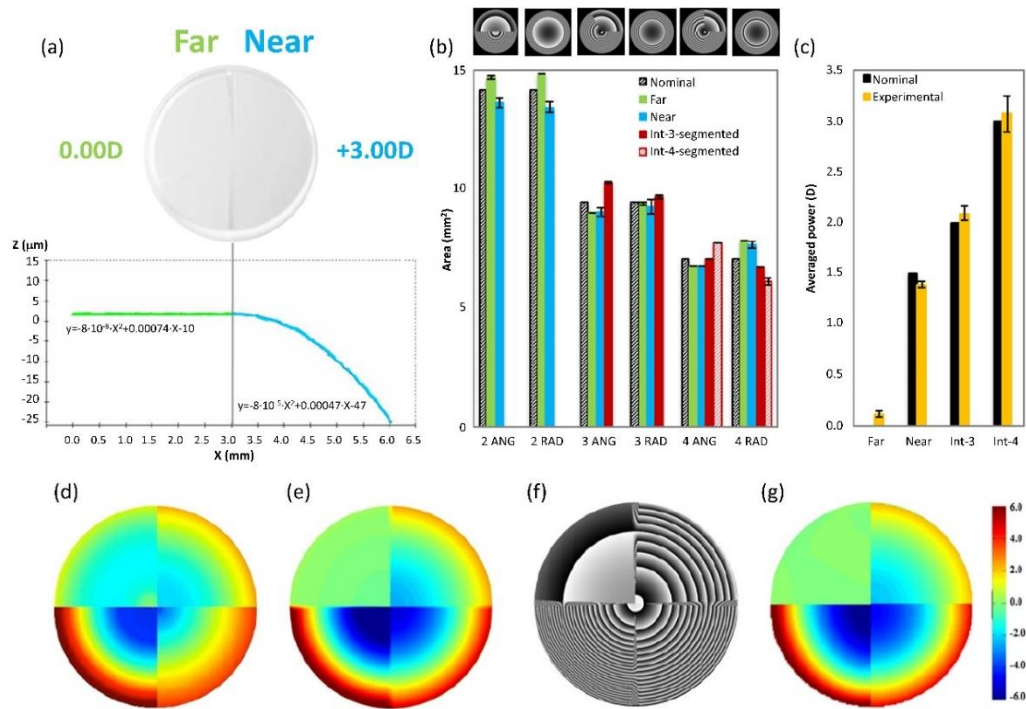 (a)
Far Near
0.00D
+3.00D
Z (μm)
15
10
5
0
-5
-10
-15
-20
-25
y=-8·10⁻⁶·X²+0.00074·X-10
y=-8·10⁻⁵·X²+0.00047·X-47
0.0 0.5 1.0 1.5 2.0 2.5 3.0 3.5 4.0 4.5 5.0 5.5 6.0 6.5
X (mm)
(b)
Area (mm²)
15
10
5
0
Nominal
Far
Near
Int-3-segmented
Int-4-segmented
2 ANG 2 RAD 3 ANG 3 RAD 4 ANG 4 RAD
(c)
Averaged power (D)
3.5
3.0
2.5
2.0
1.5
1.0
0.5
0.0
Nominal
Experimental
Far Near Int-3 Int-4
(d)
(e)
(f)
(g)
6.0
4.0
2.0
0.0
-2.0
-4.0
-6.0